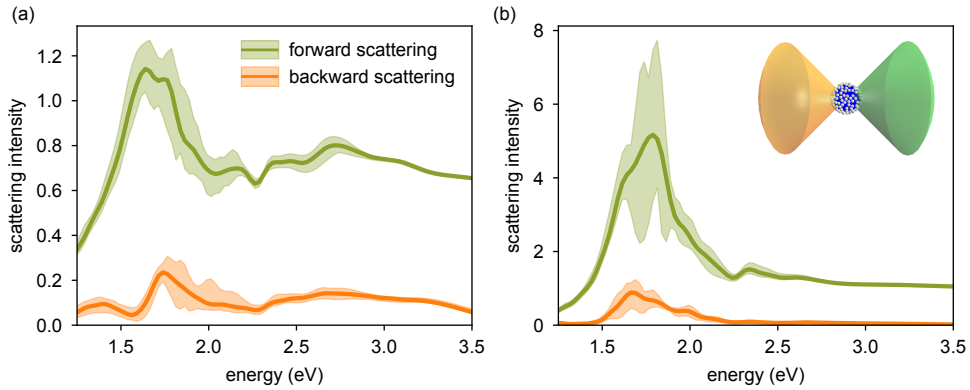 (a)
scattering intensity
1.2
1.0
0.8
0.6
0.4
0.2
0.0
1.5 2.0 2.5 3.0 3.5
energy (eV)
forward scattering
backward scattering
(b)
scattering intensity
8
6
4
2
0
1.5 2.0 2.5 3.0 3.5
energy (eV)